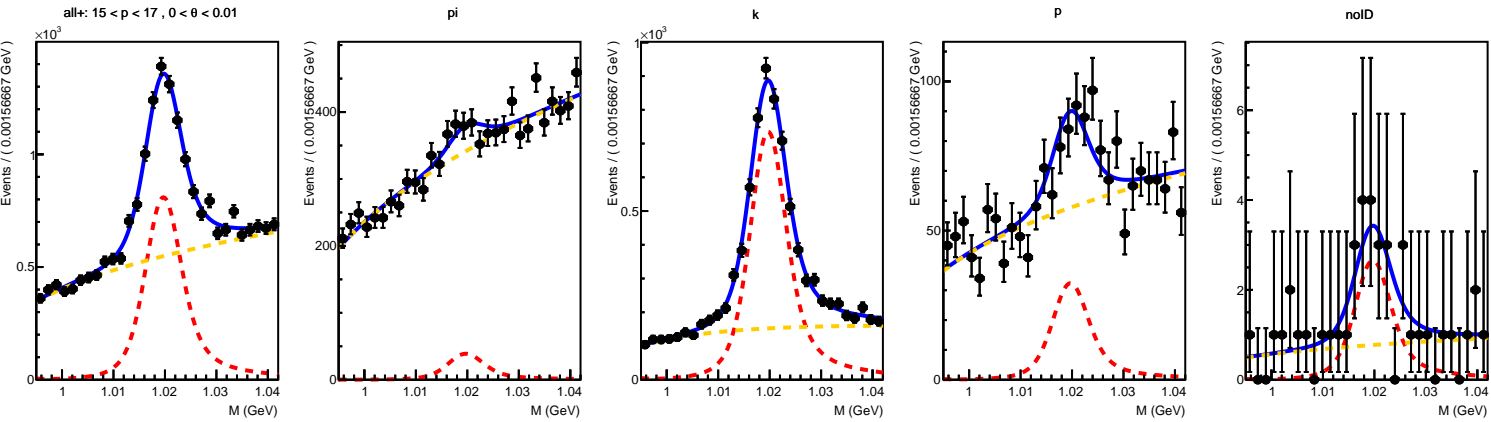 all+: 15 < p < 17 , 0 < θ < 0.01
pi
k
p
noID
×10³
Events / ( 0.00156667 GeV )
1
0.5
0
1 1.01 1.02 1.03 1.04
M (GeV)
Events / ( 0.00156667 GeV )
400
200
0
1 1.01 1.02 1.03 1.04
M (GeV)
×10³
Events / ( 0.00156667 GeV )
1
0.5
0
1 1.01 1.02 1.03 1.04
M (GeV)
Events / ( 0.00156667 GeV )
100
50
0
1 1.01 1.02 1.03 1.04
M (GeV)
Events / ( 0.00156667 GeV )
6
4
2
0
1 1.01 1.02 1.03 1.04
M (GeV)